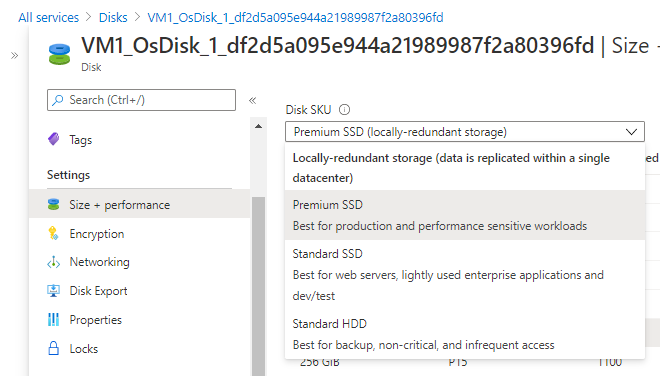 All services > Disks > VM1_OsDisk_1_df2d5a095e944a21989987f2a80396fd
VM1_OsDisk_1_df2d5a095e944a21989987f2a80396fd | Size
Disk
Search (Ctrl+/)
Tags
Settings
Size + performance
Encryption
Networking
Disk Export
Properties
Locks
Disk SKU
Premium SSD (locally-redundant storage)
Locally-redundant storage (data is replicated within a single
datacenter)
Premium SSD
Best for production and performance sensitive workloads
Standard SSD
Best for web servers, lightly used enterprise applications and
dev/test
Standard HDD
Best for backup, non-critical, and infrequent access
256 GiB P15 1100